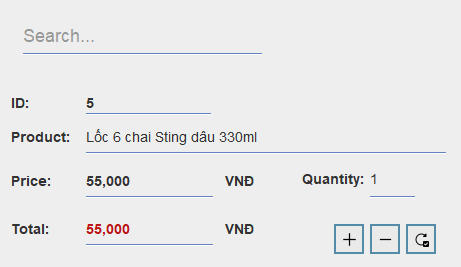 Search...
ID: 5
Product: Lốc 6 chai Sting dâu 330ml
Price: 55,000 VNĐ Quantity: 1
Total: 55,000 VNĐ